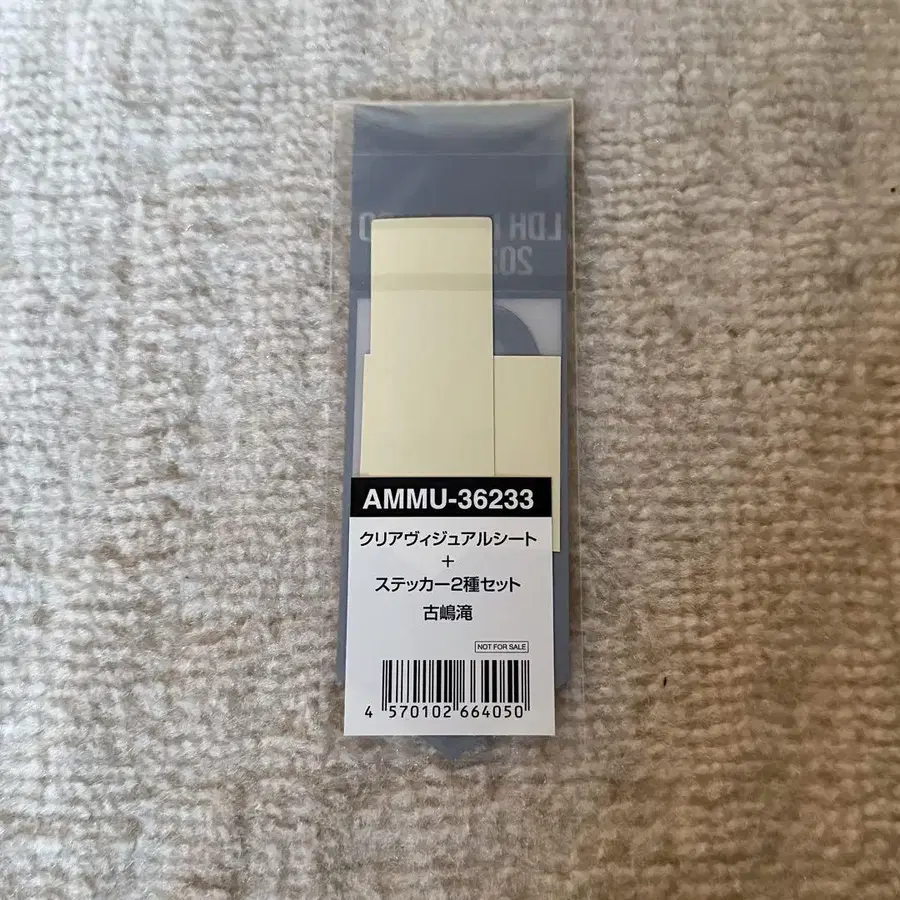 LDH
AMMU-36233
クリアヴィジュアルシート
+
ステッカー2種セット
古嶋滝
NOT FOR SALE
4 570102 664050